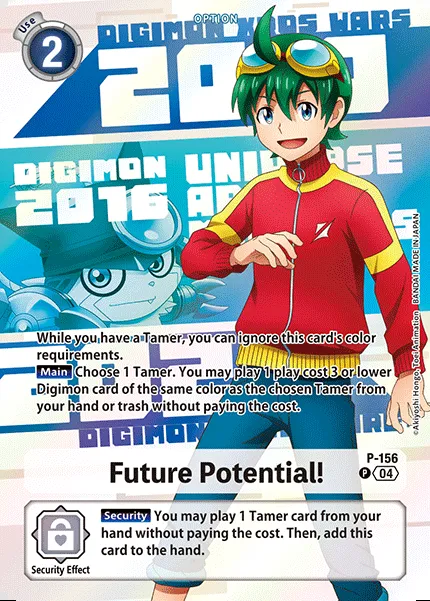 OPTION
Use
2
DIGIMON XROS WARS
DIGIMON UNIVERSE
2016
While you have a Tamer, you can ignore this card's color
requirements.
Main Choose 1 Tamer. You may play 1 play cost 3 or lower
Digimon card of the same color as the chosen Tamer from
your hand or trash without paying the cost.
DIGIMON
©Akiyoshi Hongo, Toei Animation BANDAI MADE IN JAPAN
P-156
Future Potential!
P 04
Security You may play 1 Tamer card from your
hand without paying the cost. Then, add this
card to the hand.
Security Effect